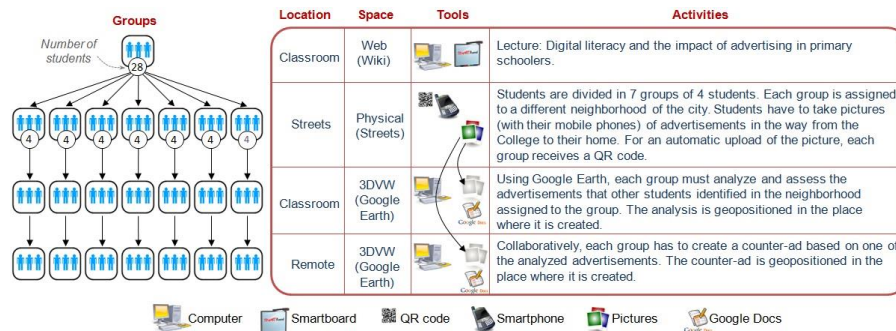 Groups
Number of
students
28
4 4 4 4 4 4 4
Location Space Tools Activities
Classroom
Web
(Wiki)
Lecture: Digital literacy and the impact of advertising in primary
schoolers.
Streets
Physical
(Streets)
Students are divided in 7 groups of 4 students. Each group is assigned
to a different neighborhood of the city. Students have to take pictures
(with their mobile phones) of advertisements in the way from the
College to their home. For an automatic upload of the picture, each
group receives a QR code.
Classroom
3DVW
(Google
Earth)
Google Docs
Using Google Earth, each group must analyze and assess the
advertisements that other students identified in the neighborhood
assigned to the group. The analysis is geopositioned in the place
where it is created.
Remote
3DVW
(Google
Earth)
Google Docs
Collaboratively, each group has to create a counter-ad based on one of
the analyzed advertisements. The counter-ad is geopositioned in the
place where it is created.
Computer Smartboard QR code Smartphone Pictures Google Docs